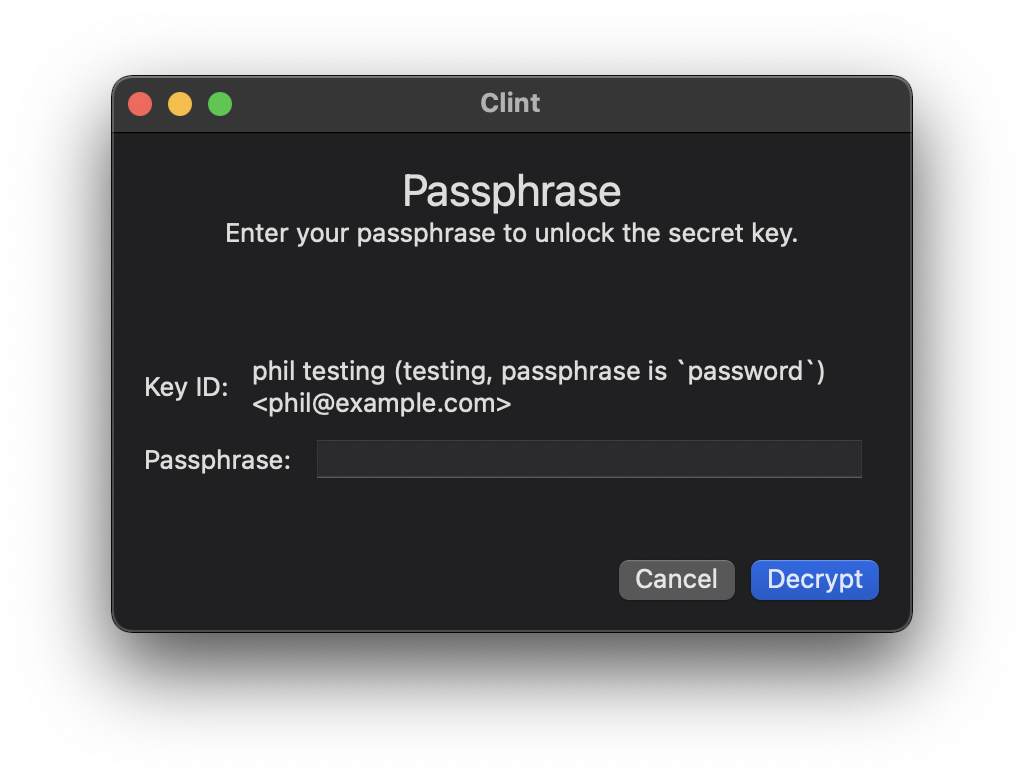 Clint
Passphrase
Enter your passphrase to unlock the secret key.
Key ID:
phil testing (testing, passphrase is `password`)
<phil@example.com>
Passphrase:
Cancel
Decrypt